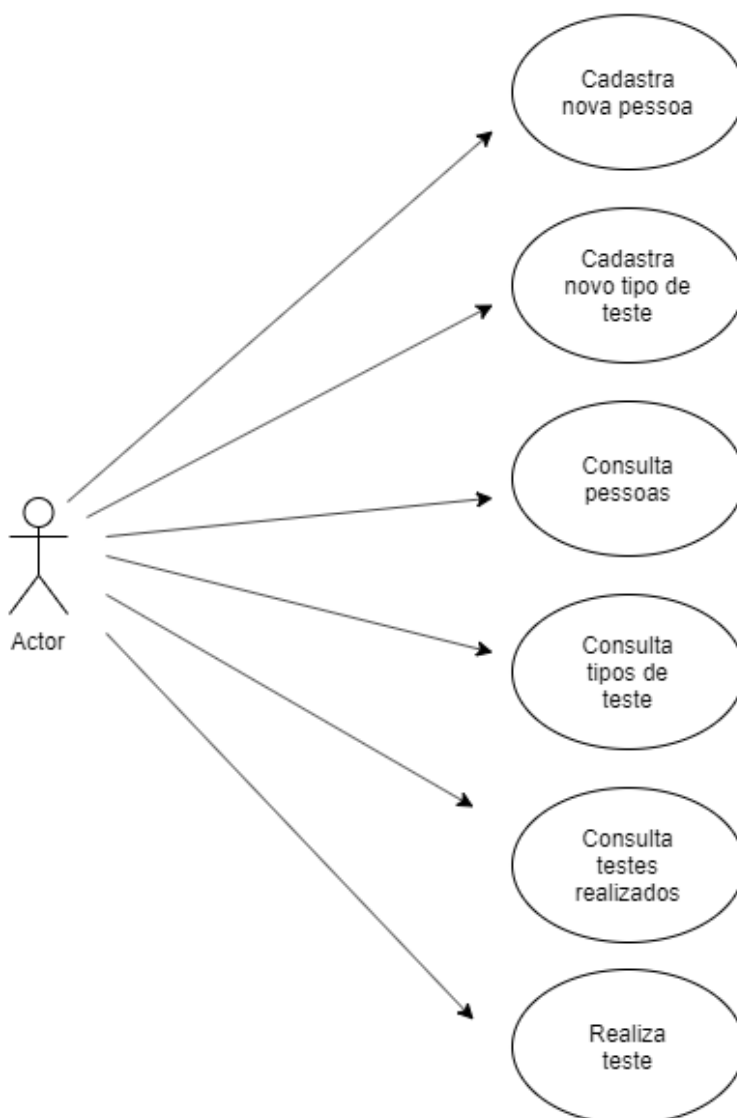 Cadastra
nova pessoa
Cadastra
novo tipo de
teste
Consulta
pessoas
Actor
Consulta
tipos de
teste
Consulta
testes
realizados
Realiza
teste